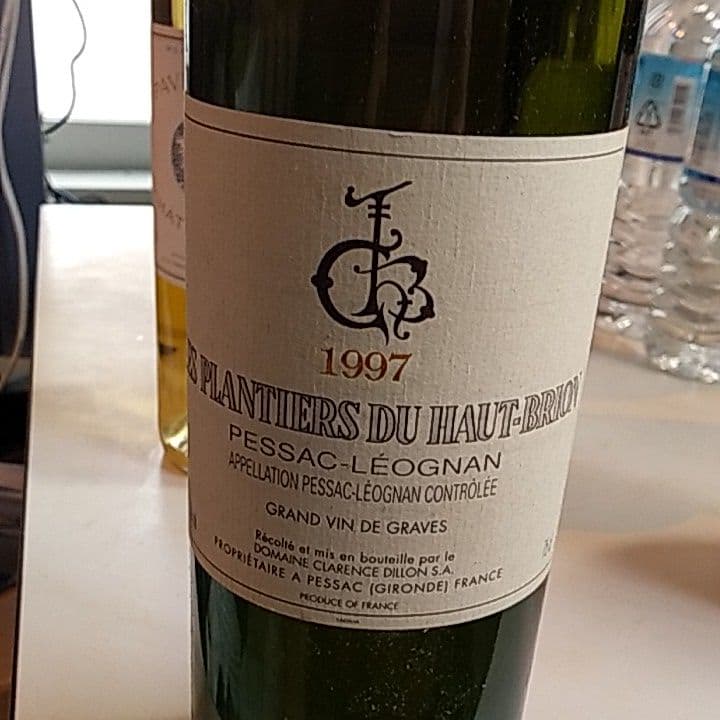 1997
S PLANTIERS DU HAUT-BRION
PESSAC-LÉOGNAN
APPELLATION PESSAC-LÉOGNAN CONTRÔLÉE
GRAND VIN DE GRAVES
Récolté et mis en bouteille par le
DOMAINE CLARENCE DILLON S.A.
PROPRIÉTAIRE A PESSAC (GIRONDE) FRANCE
PRODUCE OF FRANCE